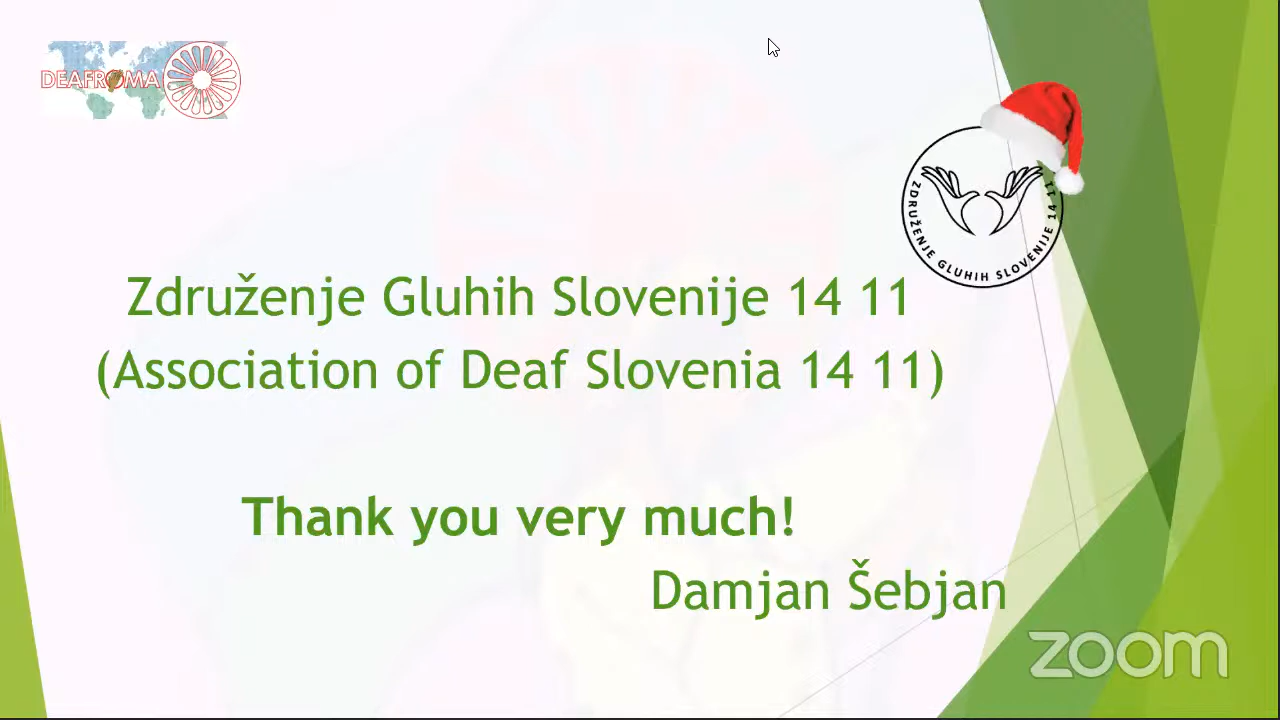 DEAFROMA
ZDRUŽENJE GLUHIH SLOVENIJE 14 11
Združenje Gluhih Slovenije 14 11
(Association of Deaf Slovenia 14 11)
Thank you very much!
Damjan Šebjan
zoom